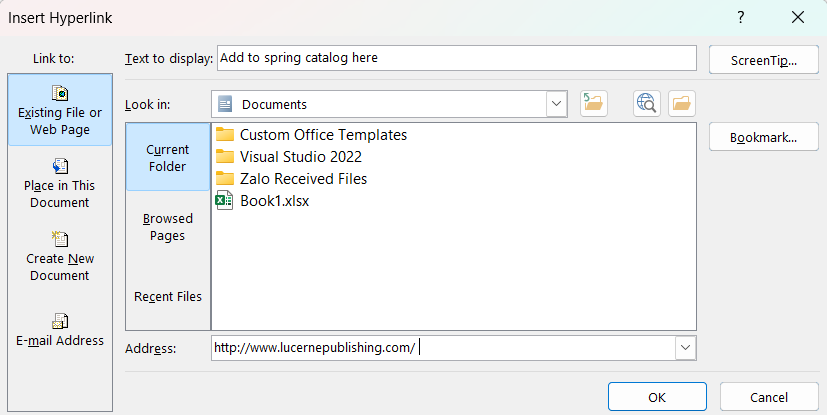 Insert Hyperlink
?
Link to:
Text to display:
Add to spring catalog here
ScreenTip...
Existing File or
Web Page
Look in:
Documents
Bookmark...
Current
Folder
Custom Office Templates
Visual Studio 2022
Zalo Received Files
Book1.xlsx
Place in This
Document
Browsed
Pages
Create New
Document
Recent Files
E-mail Address
Address:
http://www.lucernepublishing.com/
OK
Cancel